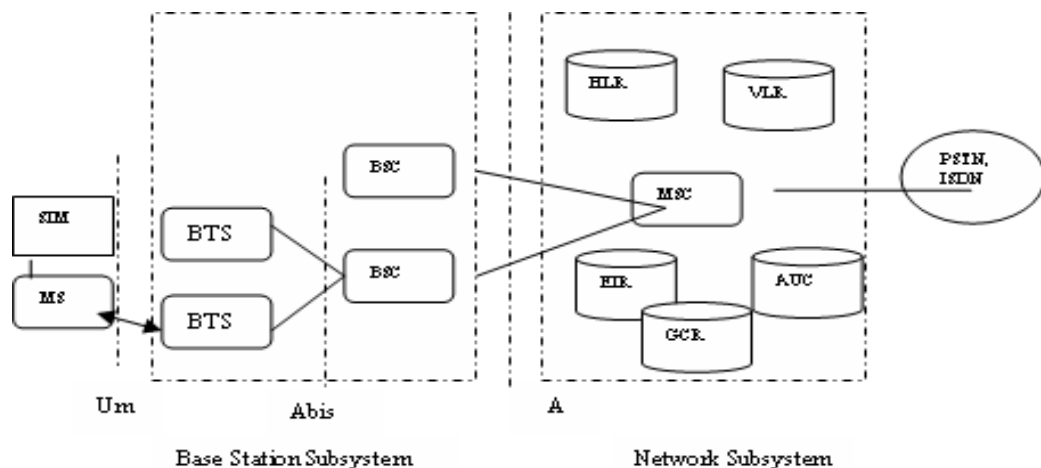 HLR
VLR
PSTN,
ISDN
BSC
MSC
SIM
BTS
BSC
EIR
AUC
MS
BTS
GCR
Um
Abis
A
Base Station Subsystem
Network Subsystem